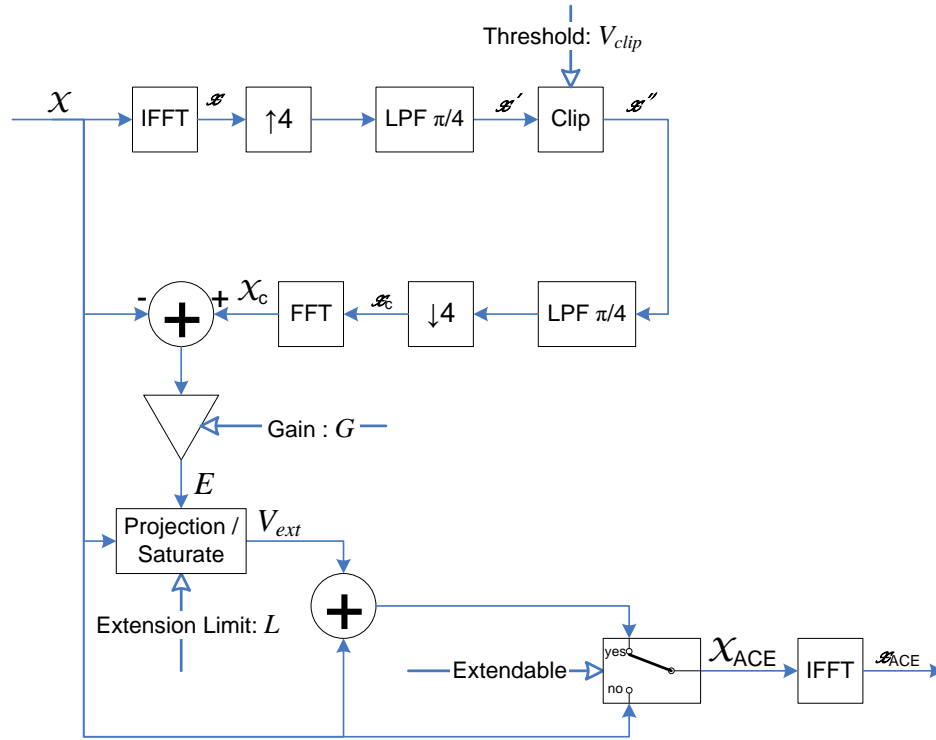 Threshold: V_clip
X
IFFT
x
↑4
LPF π/4
x′
Clip
x″
-
+
+
X_c
FFT
x_c
↓4
LPF π/4
Gain : G
E
Projection /
Saturate
V_ext
+
Extension Limit: L
Extendable
yes
no
X_ACE
IFFT
x_ACE